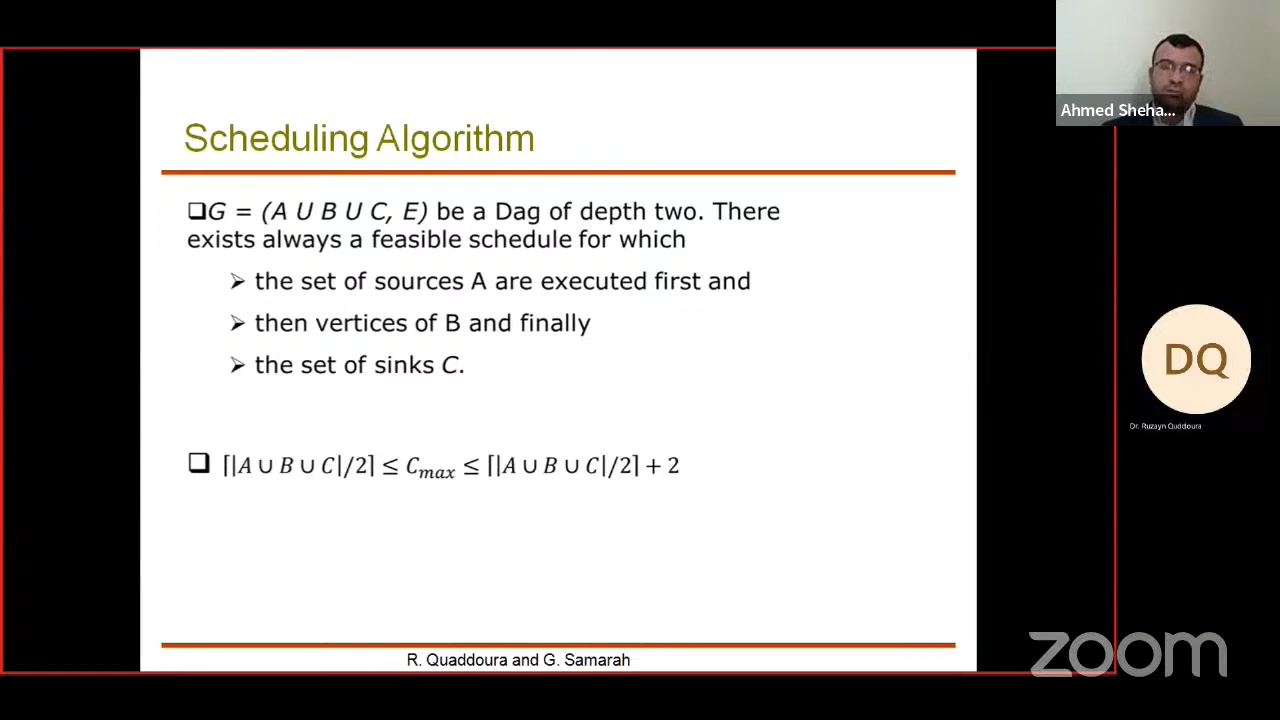 Scheduling Algorithm
❑G = (A U B U C, E) be a Dag of depth two. There
exists always a feasible schedule for which
➢ the set of sources A are executed first and
➢ then vertices of B and finally
➢ the set of sinks C.
❑ ⌈|A ∪ B ∪ C|/2⌉ ≤ C_max ≤ ⌈|A ∪ B ∪ C|/2⌉ + 2
R. Quaddoura and G. Samarah
Ahmed Sheha...
DQ
Dr. Ruzayn Quddoura
zoom